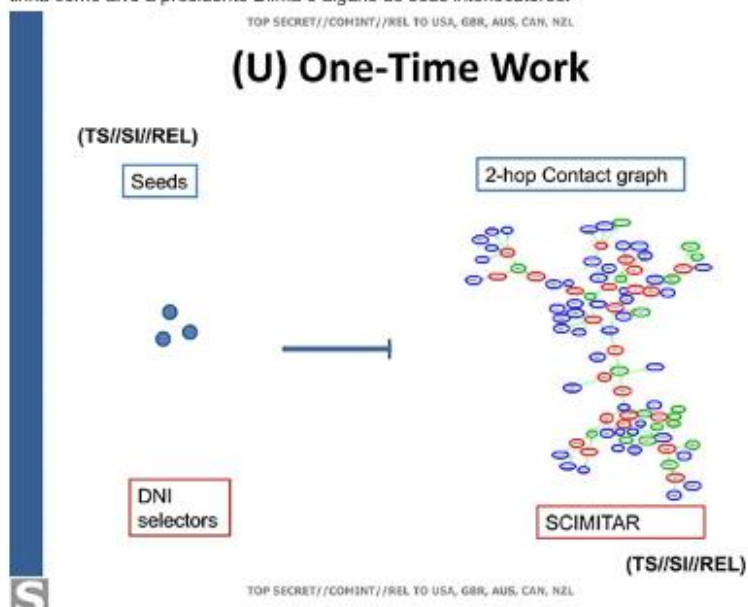 TOP SECRET//COMINT//REL TO USA, GBR, AUS, CAN, NZL
(U) One-Time Work
(TS//SI//REL)
Seeds
2-hop Contact graph
DNI
selectors
SCIMITAR
(TS//SI//REL)
TOP SECRET//COMINT//REL TO USA, GBR, AUS, CAN, NZL
S